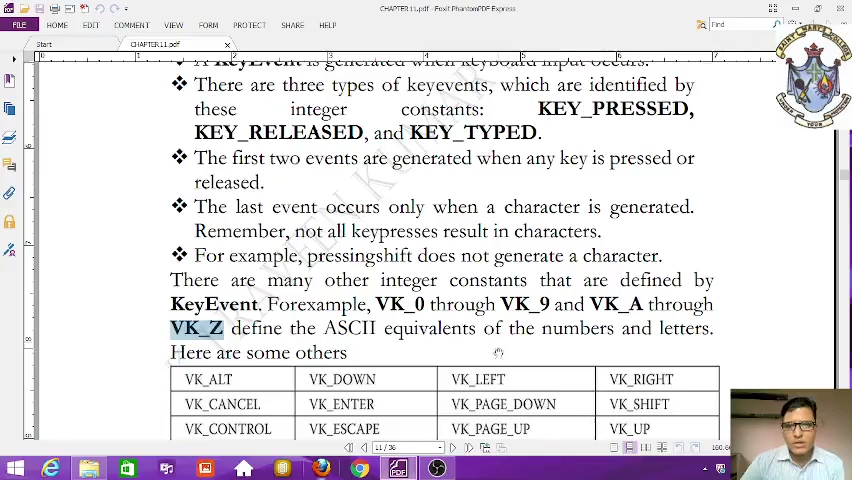 CHAPTER11.pdf - Foxit PhantomPDF Express
FILE HOME EDIT COMMENT VIEW FORM PROTECT SHARE HELP
Find
Start CHAPTER11.pdf
A KeyEvent is generated when keyboard input occurs.
❖ There are three types of keyevents, which are identified by
these integer constants: KEY_PRESSED,
KEY_RELEASED, and KEY_TYPED.
❖ The first two events are generated when any key is pressed or
released.
❖ The last event occurs only when a character is generated.
Remember, not all keypresses result in characters.
❖ For example, pressingshift does not generate a character.
There are many other integer constants that are defined by
KeyEvent. Forexample, VK_0 through VK_9 and VK_A through
VK_Z define the ASCII equivalents of the numbers and letters.
Here are some others
VK_ALT VK_DOWN VK_LEFT VK_RIGHT
VK_CANCEL VK_ENTER VK_PAGE_DOWN VK_SHIFT
VK_CONTROL VK_ESCAPE VK_PAGE_UP VK_UP
PRAVEEN KUMAR
11 / 36